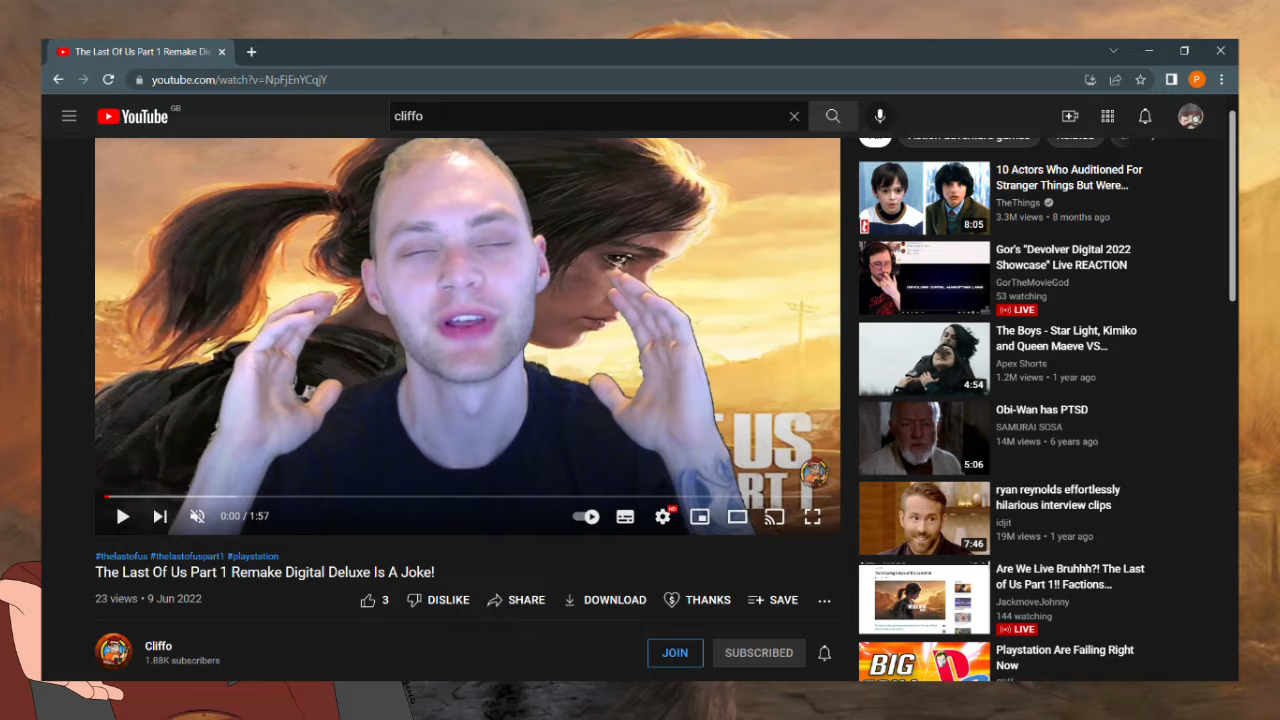 The Last Of Us Part 1 Remake Di
youtube.com/watch?v=NpFjEnYCqjY
P
YouTube GB
cliffo
US
PART I
HD
0:00 / 1:57
#thelastofus #thelastofuspart1 #playstation
The Last Of Us Part 1 Remake Digital Deluxe Is A Joke!
23 views • 9 Jun 2022
3
DISLIKE
SHARE
DOWNLOAD
THANKS
SAVE
Cliffo
1.88K subscribers
JOIN
SUBSCRIBED
10 Actors Who Auditioned For
Stranger Things But Were...
TheThings
3.3M views • 8 months ago
8:05
Gor's "Devolver Digital 2022
Showcase" Live REACTION
GorTheMovieGod
53 watching
LIVE
The Boys - Star Light, Kimiko
and Queen Maeve VS...
Apex Shorts
1.2M views • 1 year ago
4:54
Obi-Wan has PTSD
SAMURAI SOSA
14M views • 6 years ago
5:06
ryan reynolds effortlessly
hilarious interview clips
idjit
19M views • 1 year ago
7:46
Are We Live Bruhhh?! The Last
of Us Part 1!! Factions...
JackmoveJohnny
144 watching
LIVE
Playstation Are Failing Right
Now
BIG